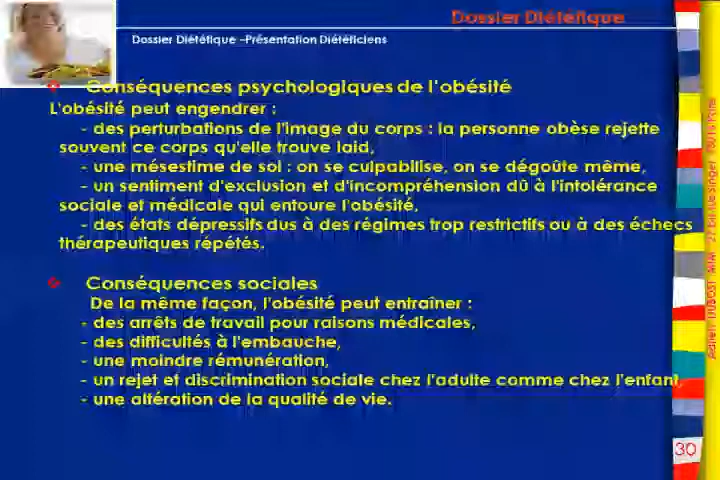 Dossier Diététique
Dossier Diététique –Présentation Diététiciens
Conséquences psychologiques de l'obésité
L'obésité peut engendrer :
- des perturbations de l'image du corps : la personne obèse rejette
souvent ce corps qu'elle trouve laid,
- une mésestime de soi : on se culpabilise, on se dégoûte même,
- un sentiment d'exclusion et d'incompréhension dû à l'intolérance
sociale et médicale qui entoure l'obésité,
- des états dépressifs dus à des régimes trop restrictifs ou à des échecs
thérapeutiques répétés.
Conséquences sociales
De la même façon, l'obésité peut entraîner :
- des arrêts de travail pour raisons médicales,
- des difficultés à l'embauche,
- une moindre rémunération,
- un rejet et discrimination sociale chez l'adulte comme chez l'enfant,
- une altération de la qualité de vie.
30